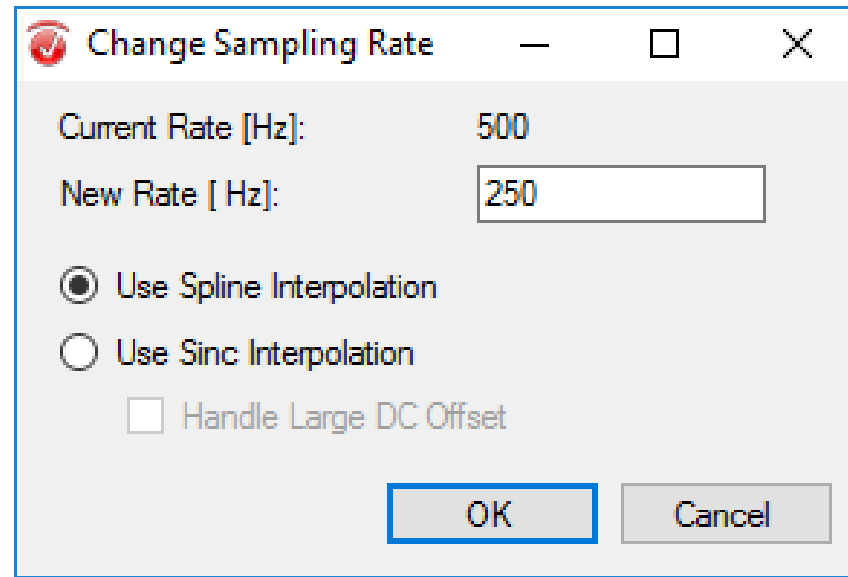 Change Sampling Rate
Current Rate [Hz]: 500
New Rate [ Hz]: 250
Use Spline Interpolation
Use Sinc Interpolation
Handle Large DC Offset
OK Cancel